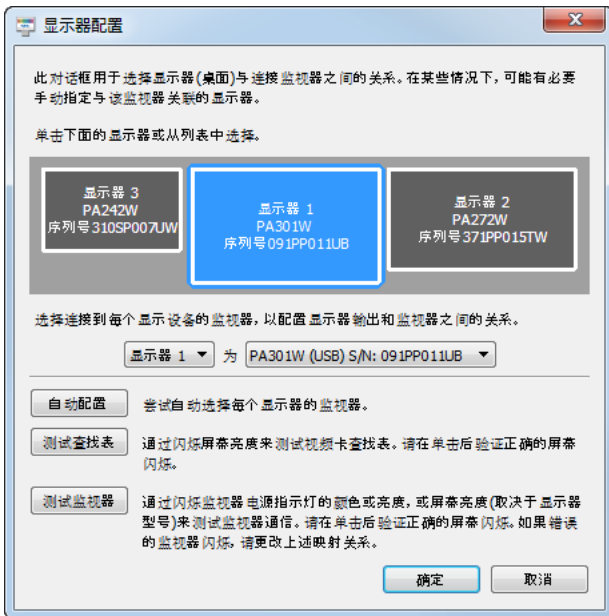 显示器配置
此对话框用于选择显示器(桌面)与连接监视器之间的关系。在某些情况下,可能有必要
手动指定与该监视器关联的显示器。
单击下面的显示器或从列表中选择。
显示器 3
PA242W
序列号310SP007UW
显示器 1
PA301W
序列号091PP011UB
显示器 2
PA272W
序列号371PP015TW
选择连接到每个显示设备的监视器,以配置显示器输出和监视器之间的关系。
显示器 1 为 PA301W (USB) S/N: 091PP011UB
自动配置 尝试自动选择每个显示器的监视器。
测试查找表 通过闪烁屏幕亮度来测试视频卡查找表。请在单击后验证正确的屏幕
闪烁。
测试监视器 通过闪烁监视器电源指示灯的颜色或亮度,或屏幕亮度(取决于显示器
型号)来测试监视器通信。请在单击后验证正确的屏幕闪烁。如果错误
的监视器闪烁,请更改上述映射关系。
确定 取消